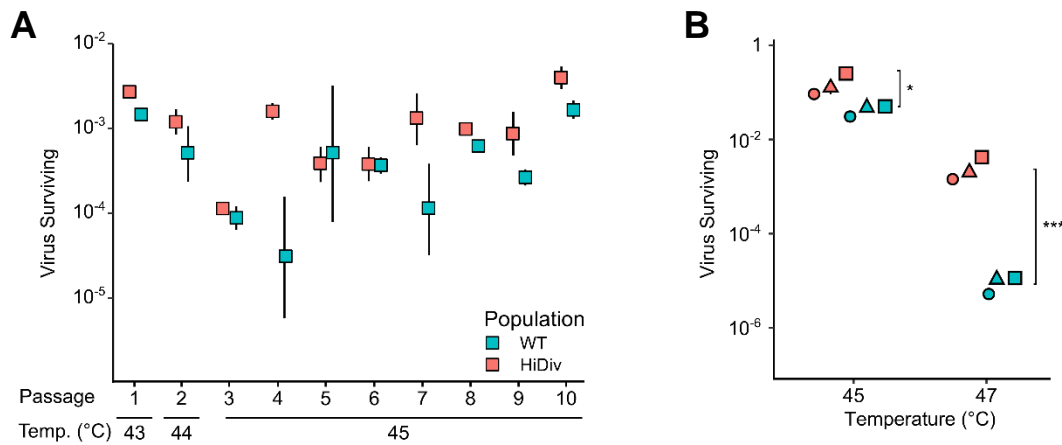 A
Virus Surviving
10-2
10-3
10-4
10-5
Population
WT
HiDiv
Passage 1 2 3 4 5 6 7 8 9 10
Temp. (°C) 43 44 45
B
Virus Surviving
1
10-2
10-4
10-6
*
***
45 47
Temperature (°C)